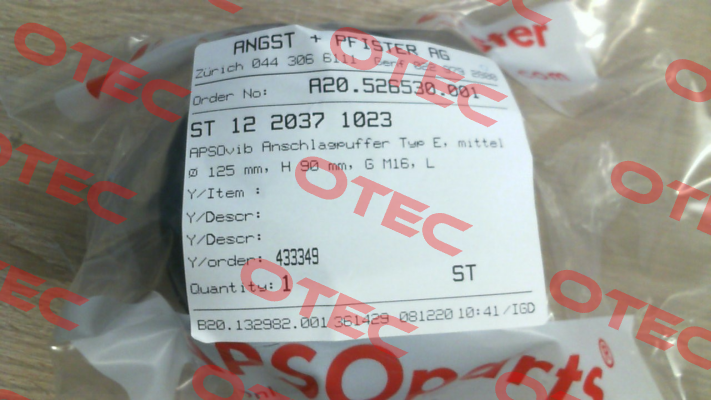 ANGST + PFISTER AG
Zürich 044 306 6111
Order No: A20.526530.001
ST 12 2037 1023
APSOvib Anschlagpuffer Typ E, mittel
Ø 125 mm, H 90 mm, G M16, L
Y/Item :
Y/Descr:
Y/Descr:
Y/order: 433349
Quantity: 1 ST
B20.132982.001 361429 081220 10:41/IGD
APSOparts®
.com
OTEC
OTEC
OTEC
OTEC
OTEC
OTEC
OTEC
OTEC